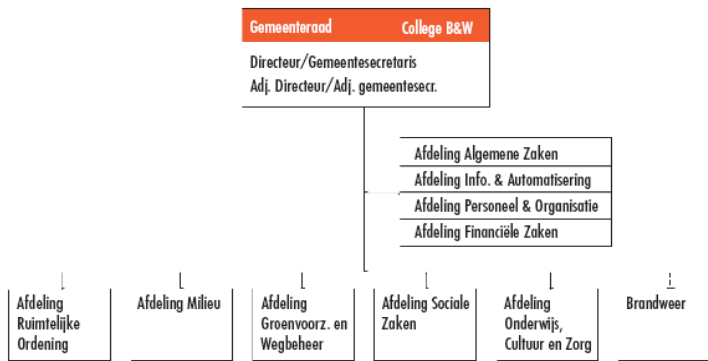 Gemeenteraad College B&W
Directeur/Gemeentesecretaris
Adj. Directeur/Adj. gemeentesecr.
Afdeling Algemene Zaken
Afdeling Info. & Automatisering
Afdeling Personeel & Organisatie
Afdeling Financiële Zaken
Afdeling
Ruimtelijke
Ordening
Afdeling Milieu
Afdeling
Groenvoorz. en
Wegbeheer
Afdeling Sociale
Zaken
Afdeling
Onderwijs,
Cultuur en Zorg
Brandweer